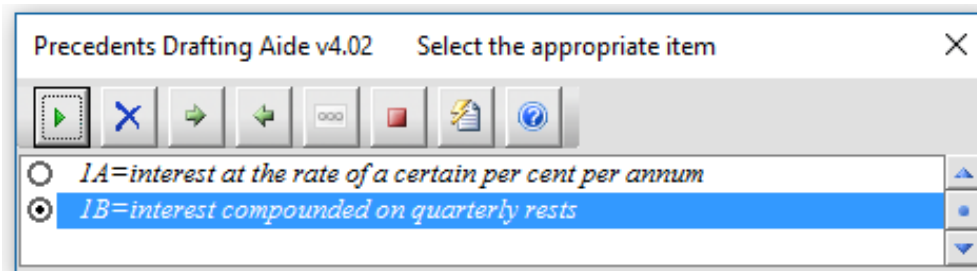 Precedents Drafting Aide v4.02 Select the appropriate item
1A=interest at the rate of a certain per cent per annum
1B=interest compounded on quarterly rests